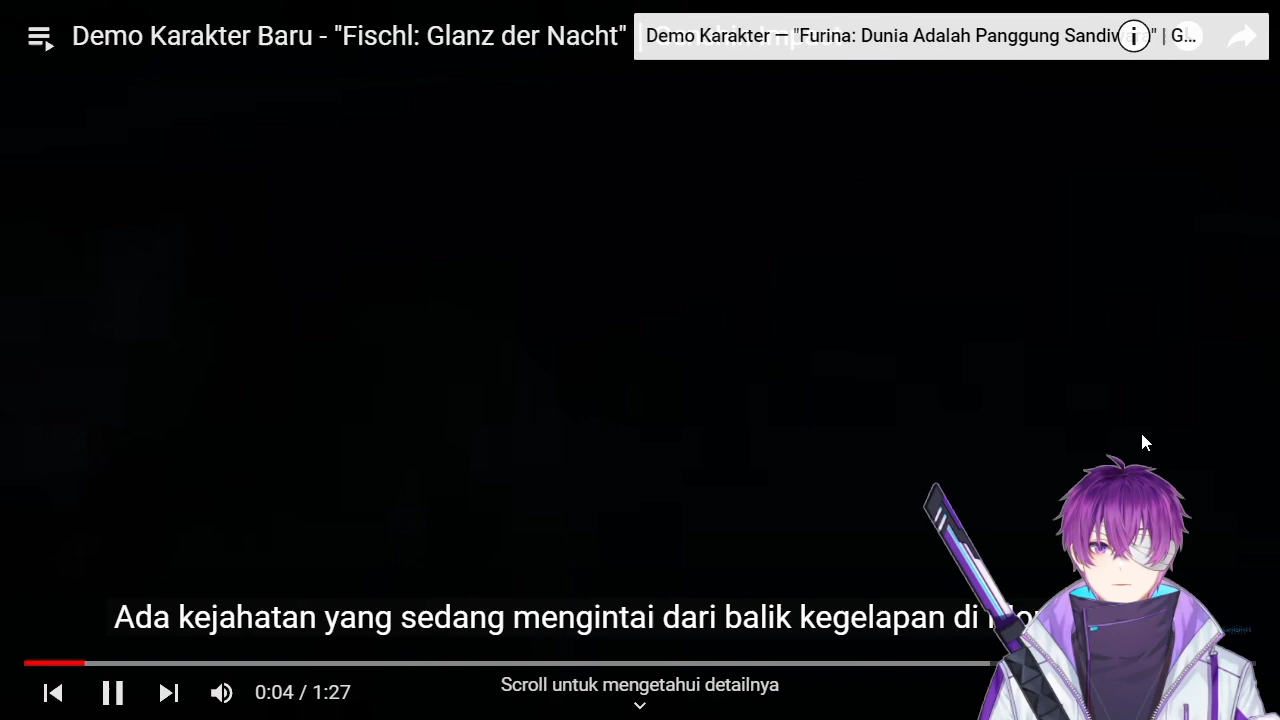 Demo Karakter Baru - "Fischl: Glanz der Nacht" |
Demo Karakter — "Furina: Dunia Adalah Panggung Sandiwara" | G...
Ada kejahatan yang sedang mengintai dari balik kegelapan di
0:04 / 1:27
Scroll untuk mengetahui detailnya